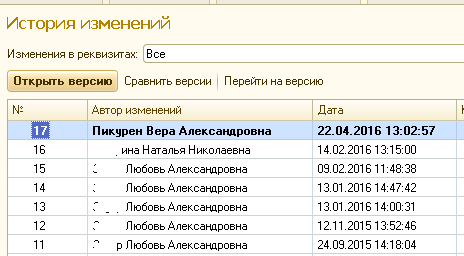 История изменений
Изменения в реквизитах: Все
Открыть версию Сравнить версии Перейти на версию
№ Автор изменений Дата
17 Пикурен Вера Александровна 22.04.2016 13:02:57
16 ина Наталья Николаевна 14.02.2016 13:15:00
15 Любовь Александровна 09.02.2016 11:48:38
14 Любовь Александровна 13.01.2016 14:47:42
13 Любовь Александровна 13.01.2016 14:00:31
12 Любовь Александровна 12.11.2015 13:52:46
11 р Любовь Александровна 24.09.2015 14:18:04